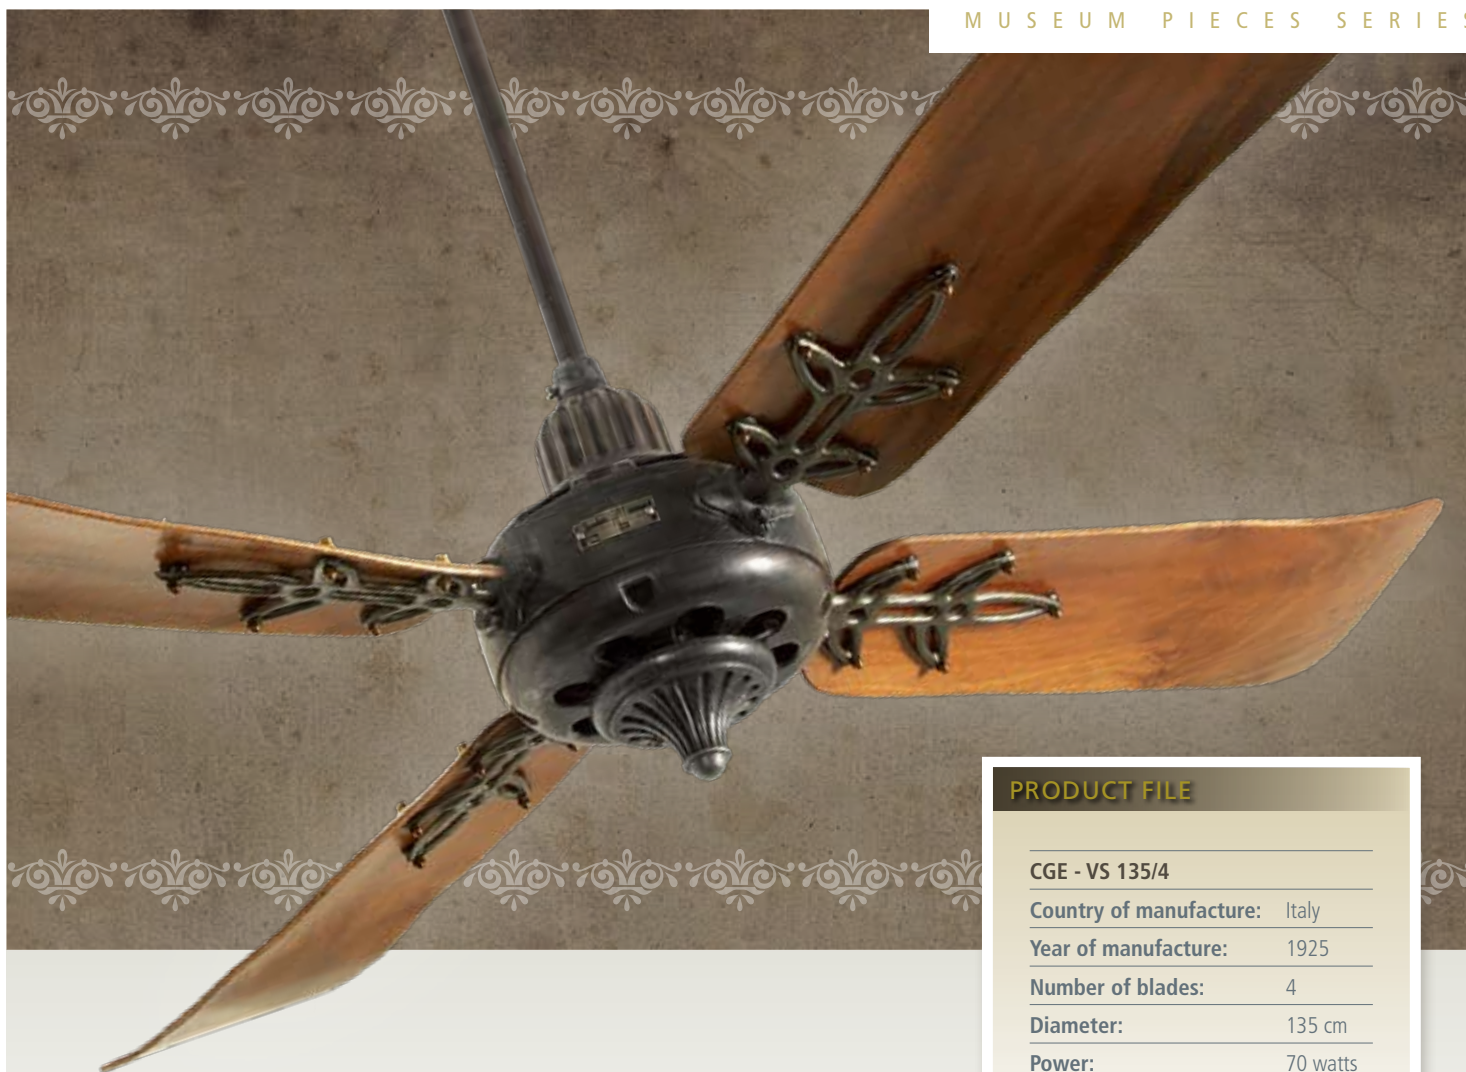 MUSEUM PIECES SERIES
PRODUCT FILE
CGE - VS 135/4
Country of manufacture: Italy
Year of manufacture: 1925
Number of blades: 4
Diameter: 135 cm
Power: 70 watts